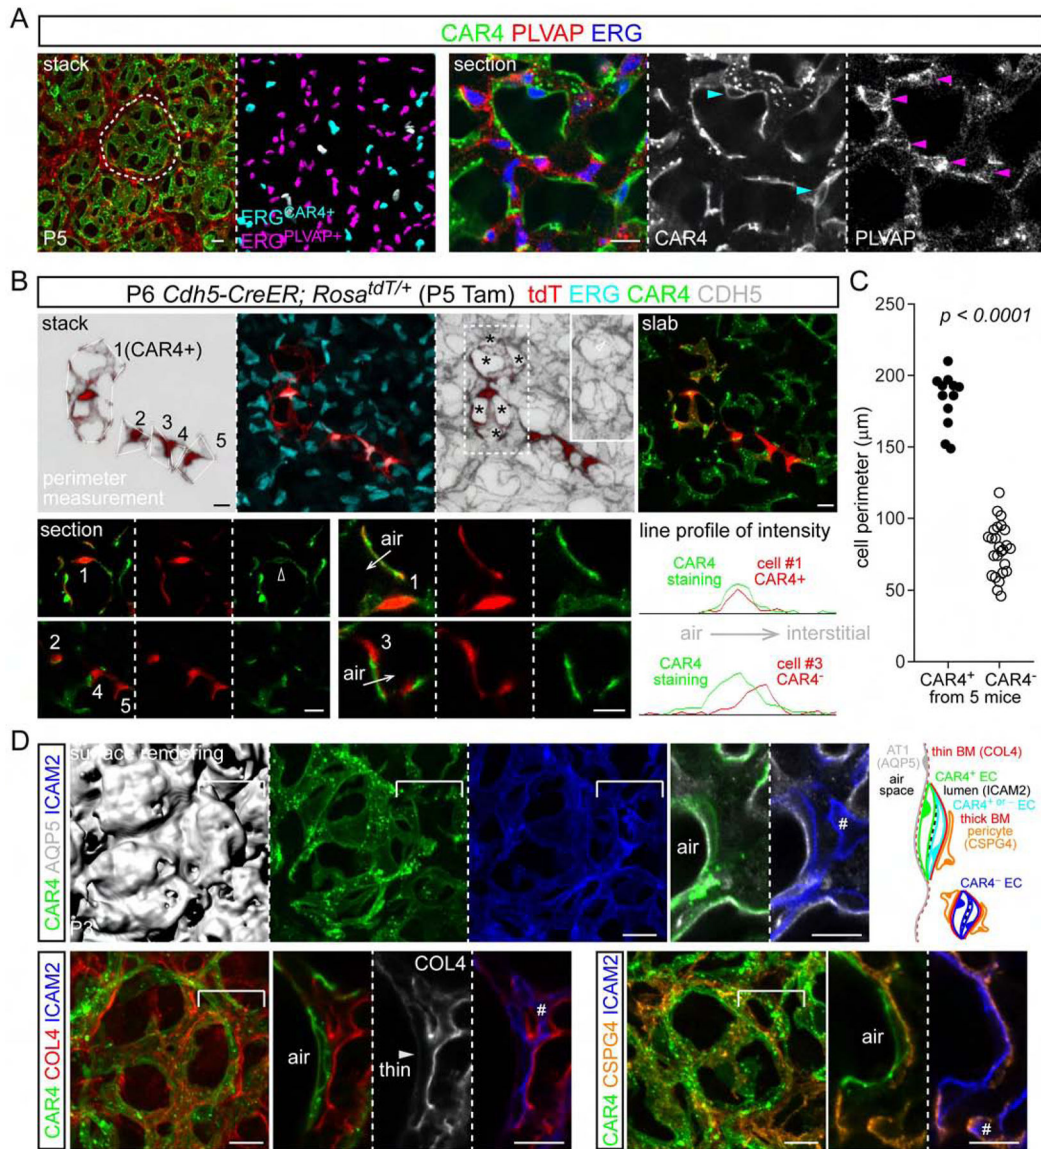 A
CAR4 PLVAP ERG
stack
P5
ERG^CAR4+
ERG^PLVAP+
section
CAR4
PLVAP
B
P6 Cdh5-CreER; Rosa^tdT/+ (P5 Tam) tdT ERG CAR4 CDH5
stack
1(CAR4+)
2
3
4
5
perimeter
measurement
*
*
*
*
*
*
slab
section
1
air
1
2
4
5
3
air
line profile of intensity
CAR4
staining
cell #1
CAR4+
air
interstitial
CAR4
staining
cell #3
CAR4-
C
250
200
150
100
50
0
cell perimeter (μm)
p < 0.0001
CAR4+ CAR4-
from 5 mice
D
CAR4 AQP5 ICAM2
surface rendering
P3
air
#
AT1
(AQP5)
air
space
thin BM (COL4)
CAR4+ EC
lumen (ICAM2)
CAR4+ or – EC
thick BM
pericyte
(CSPG4)
CAR4– EC
CAR4 COL4 ICAM2
air
COL4
thin
#
CAR4 CSPG4 ICAM2
air
#